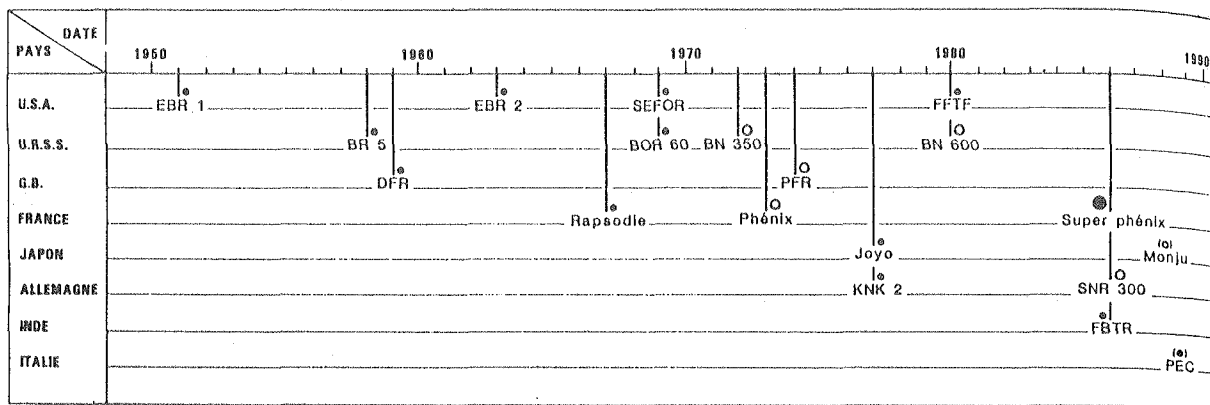 DATE
PAYS
1950 1960 1970 1980 1990
U.S.A. EBR 1 EBR 2 SEFOR FFTF
U.R.S.S. BR 5 BOR 60 BN 350 BN 600
G.B. DFR PFR
FRANCE Rapsodie Phénix Super phénix
JAPON Joyo Monju
ALLEMAGNE KNK 2 SNR 300
INDE FBTR
ITALIE PEC